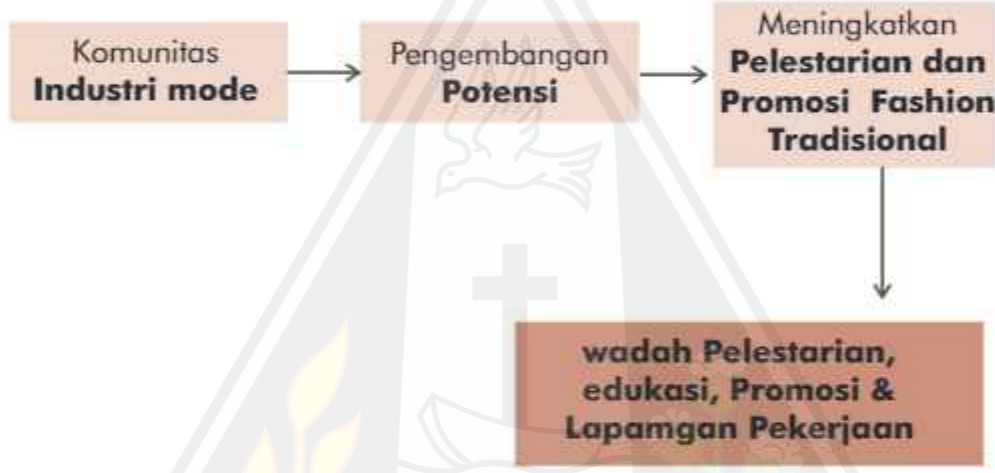 Komunitas
Industri mode
Pengembangan
Potensi
Meningkatkan
Pelestarian dan
Promosi Fashion
Tradisional
wadah Pelestarian,
edukasi, Promosi &
Lapamgan Pekerjaan